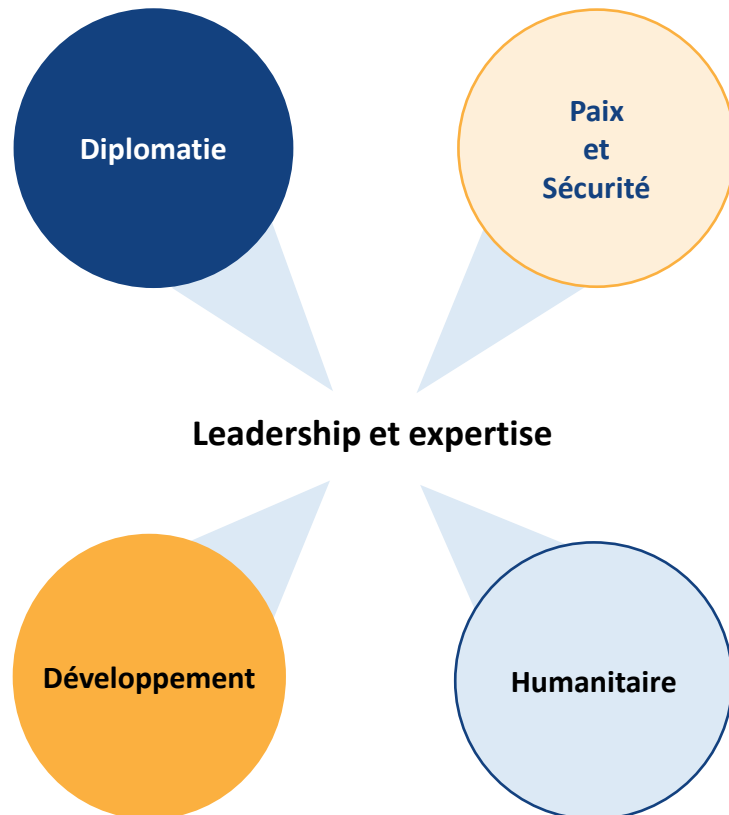 Diplomatie
Paix
et
Sécurité
Leadership et expertise
Développement
Humanitaire